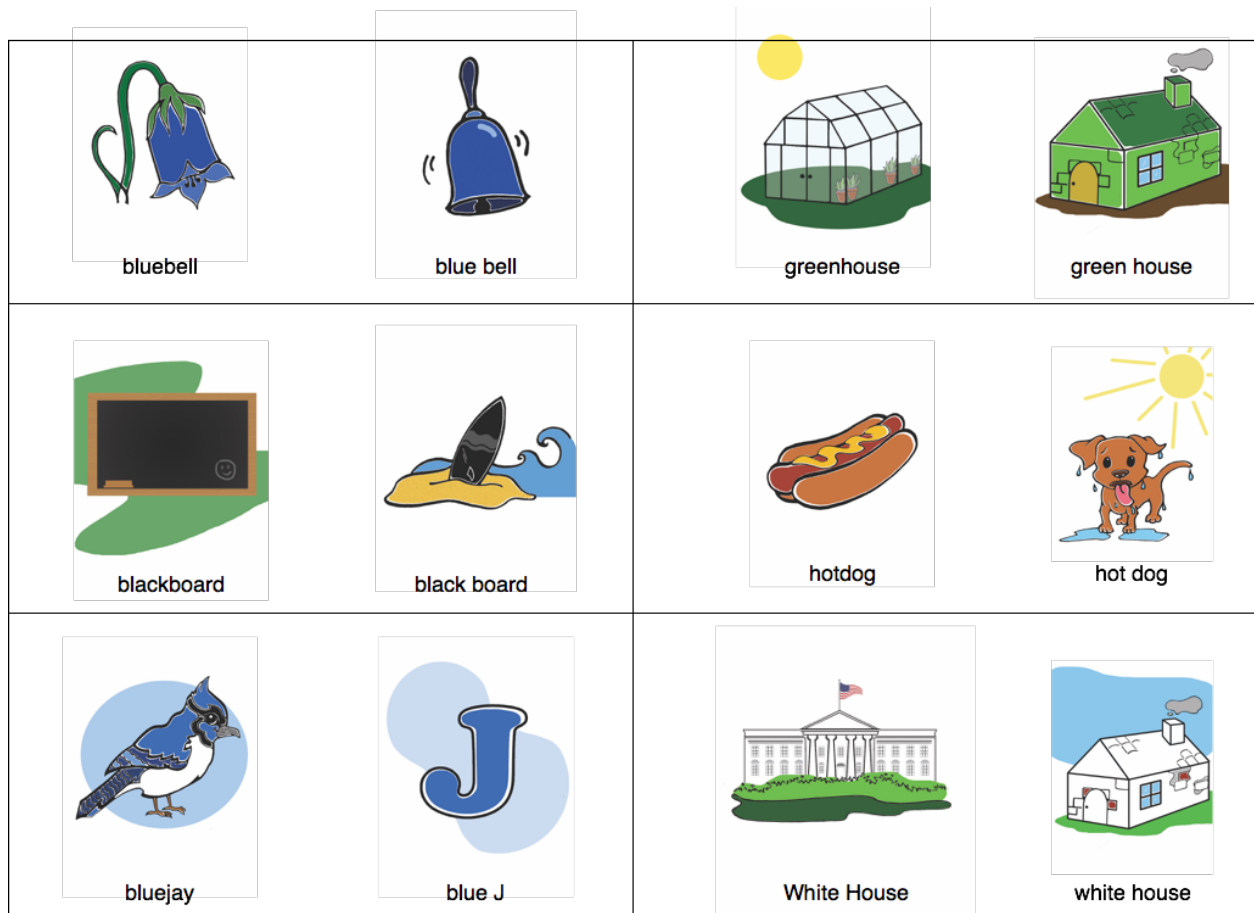 bluebell
blue bell
greenhouse
green house
blackboard
black board
hotdog
hot dog
bluejay
J
blue J
White House
white house